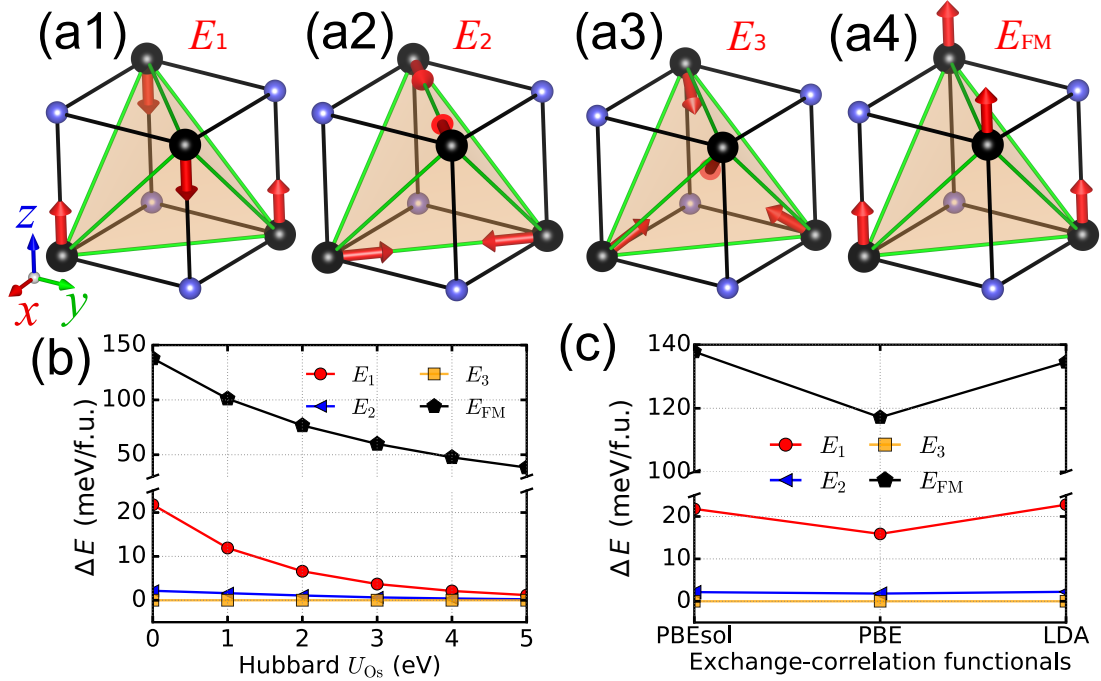 (a1) E1
(a2) E2
(a3) E3
(a4) EFM
z
x
y
(b)
150
100
50
20
10
0
ΔE (meV/f.u.)
E1
E2
E3
EFM
0 1 2 3 4 5
Hubbard UOs (eV)
(c)
140
120
100
20
10
0
ΔE (meV/f.u.)
E1
E2
E3
EFM
PBEsol PBE LDA
Exchange-correlation functionals